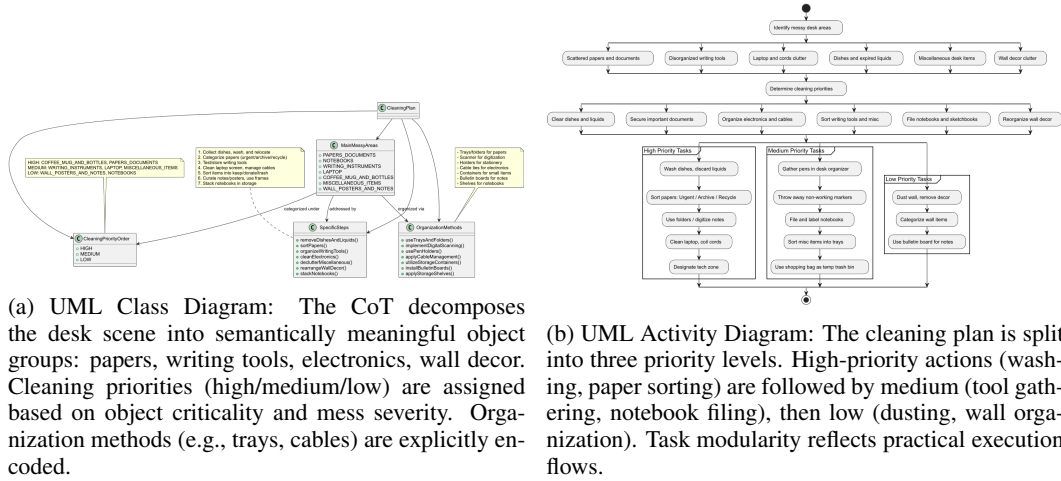 CleaningPlan
HIGH: COFFEE_MUG_AND_BOTTLES, PAPERS_DOCUMENTS
MEDIUM: WRITING_INSTRUMENTS, LAPTOP, MISCELLANEOUS_ITEMS
LOW: WALL_POSTERS_AND_NOTES, NOTEBOOKS
1. Collect dishes, wash, and relocate
2. Categorize papers (urgent/archive/recycle)
3. Test/store writing tools
4. Clean laptop screen, manage cables
5. Sort items into keep/donate/trash
6. Curate notes/posters, use frames
7. Stack notebooks in storage
MainMessyAreas
PAPERS_DOCUMENTS
NOTEBOOKS
WRITING_INSTRUMENTS
LAPTOP
COFFEE_MUG_AND_BOTTLES
MISCELLANEOUS_ITEMS
WALL_POSTERS_AND_NOTES
- Trays/folders for papers
- Scanner for digitization
- Holders for stationery
- Cable ties for electronics
- Containers for small items
- Bulletin boards for notes
- Shelves for notebooks
categorized under
addressed by
organized via
CleaningPriorityOrder
HIGH
MEDIUM
LOW
SpecificSteps
removeDishesAndLiquids()
sortPapers()
organizeWritingTools()
cleanElectronics()
declutterMiscellaneous()
rearrangeWallDecor()
stackNotebooks()
OrganizationMethods
useTraysAndFolders()
implementDigitalScanning()
usePenHolders()
applyCableManagement()
utilizeStorageContainers()
installBulletinBoards()
applyStorageShelves()
(a) UML Class Diagram: The CoT decomposes
the desk scene into semantically meaningful object
groups: papers, writing tools, electronics, wall decor.
Cleaning priorities (high/medium/low) are assigned
based on object criticality and mess severity. Orga-
nization methods (e.g., trays, cables) are explicitly en-
coded.
Identify messy desk areas
Scattered papers and documents
Disorganized writing tools
Laptop and cords clutter
Dishes and expired liquids
Miscellaneous desk items
Wall decor clutter
Determine cleaning priorities
Clear dishes and liquids
Secure important documents
Organize electronics and cables
Sort writing tools and misc
File notebooks and sketchbooks
Reorganize wall decor
High Priority Tasks
Wash dishes, discard liquids
Sort papers: Urgent / Archive / Recycle
Use folders / digitize notes
Clean laptop, coil cords
Designate tech zone
Medium Priority Tasks
Gather pens in desk organizer
Throw away non-working markers
File and label notebooks
Sort misc items into trays
Use shopping bag as temp trash bin
Low Priority Tasks
Dust wall, remove decor
Categorize wall items
Use bulletin board for notes
(b) UML Activity Diagram: The cleaning plan is split
into three priority levels. High-priority actions (wash-
ing, paper sorting) are followed by medium (tool gath-
ering, notebook filing), then low (dusting, wall orga-
nization). Task modularity reflects practical execution
flows.